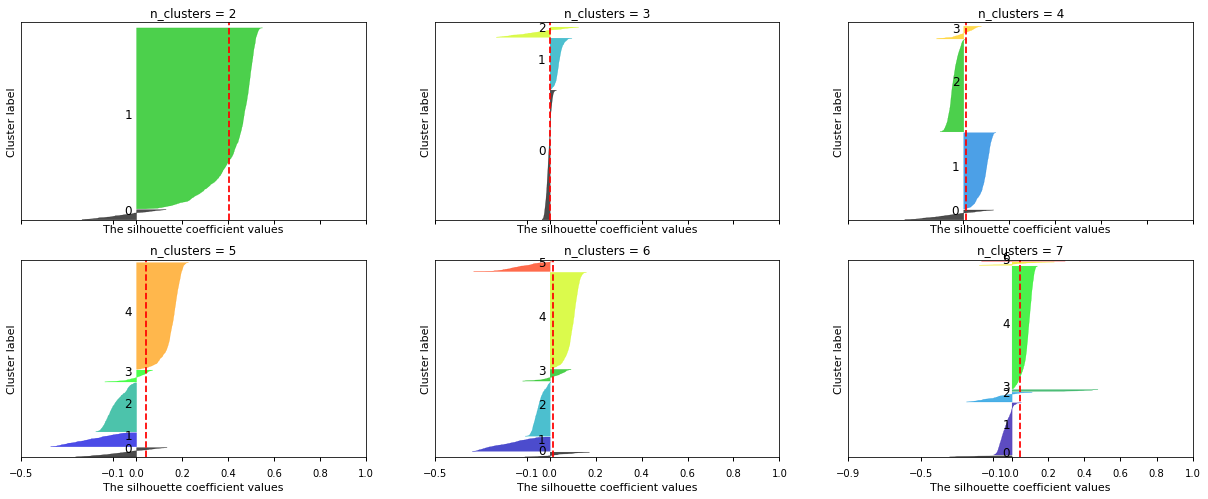 n_clusters = 2
n_clusters = 3
n_clusters = 4
Cluster label
1
0
Cluster label
2
1
0
Cluster label
3
2
1
0
The silhouette coefficient values
The silhouette coefficient values
The silhouette coefficient values
n_clusters = 5
n_clusters = 6
n_clusters = 7
Cluster label
4
3
2
1
0
Cluster label
5
4
3
2
1
0
Cluster label
6
5
4
3
2
1
0
-0.5 -0.1 0.0 0.2 0.4 0.6 0.8 1.0
-0.5 -0.1 0.0 0.2 0.4 0.6 0.8 1.0
-0.9 -0.5 -0.1 0.0 0.2 0.4 0.6 0.8 1.0
The silhouette coefficient values
The silhouette coefficient values
The silhouette coefficient values